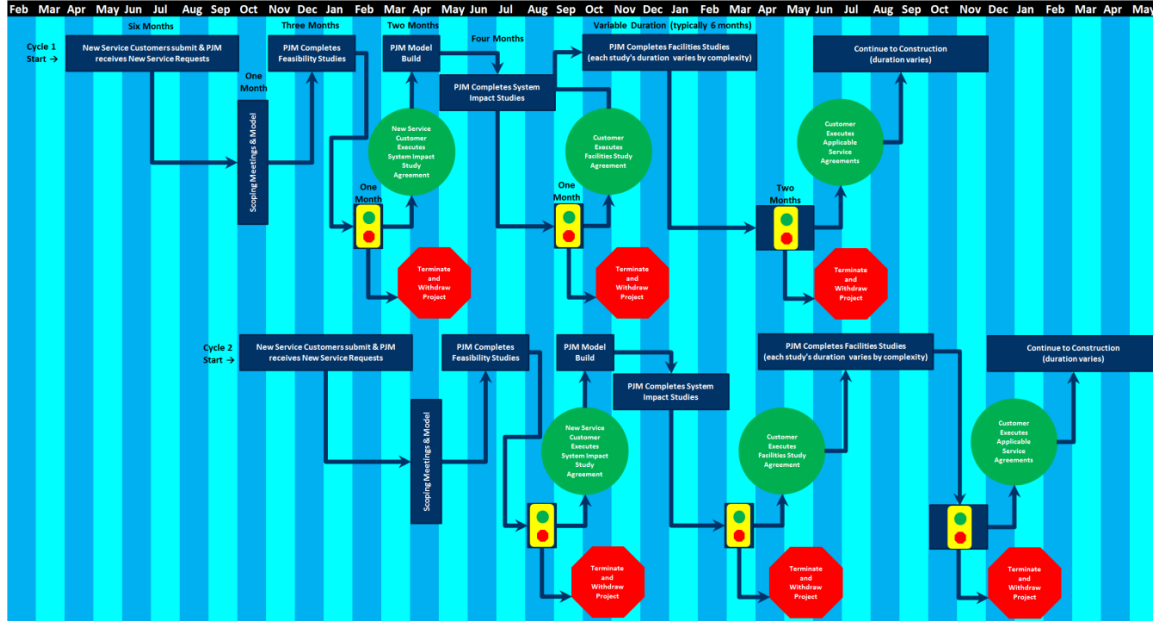 Feb Mar Apr May Jun Jul Aug Sep Oct Nov Dec Jan Feb Mar Apr May Jun Jul Aug Sep Oct Nov Dec Jan Feb Mar Apr May Jun Jul Aug Sep Oct Nov Dec Jan Feb Mar Apr May
Six Months
Three Months
Two Months
Four Months
Variable Duration (typically 6 months)
Cycle 1
Start →
New Service Customers submit & PJM
receives New Service Requests
One
Month
Scoping Meetings & Model
PJM Completes
Feasibility Studies
PJM Model
Build
PJM Completes System
Impact Studies
PJM Completes Facilities Studies
(each study's duration varies by complexity)
Continue to Construction
(duration varies)
New Service
Customer
Executes
System Impact
Study
Agreement
Customer
Executes
Facilities Study
Agreement
Customer
Executes
Applicable
Service
Agreements
One
Month
One
Month
Two
Months
Terminate
and
Withdraw
Project
Terminate
and
Withdraw
Project
Terminate
and
Withdraw
Project
Cycle 2
Start →
New Service Customers submit & PJM
receives New Service Requests
Scoping Meetings & Model
PJM Completes
Feasibility Studies
PJM Model
Build
PJM Completes System
Impact Studies
PJM Completes Facilities Studies
(each study's duration varies by complexity)
Continue to Construction
(duration varies)
New Service
Customer
Executes
System Impact
Study
Agreement
Customer
Executes
Facilities Study
Agreement
Customer
Executes
Applicable
Service
Agreements
Terminate
and
Withdraw
Project
Terminate
and
Withdraw
Project
Terminate
and
Withdraw
Project